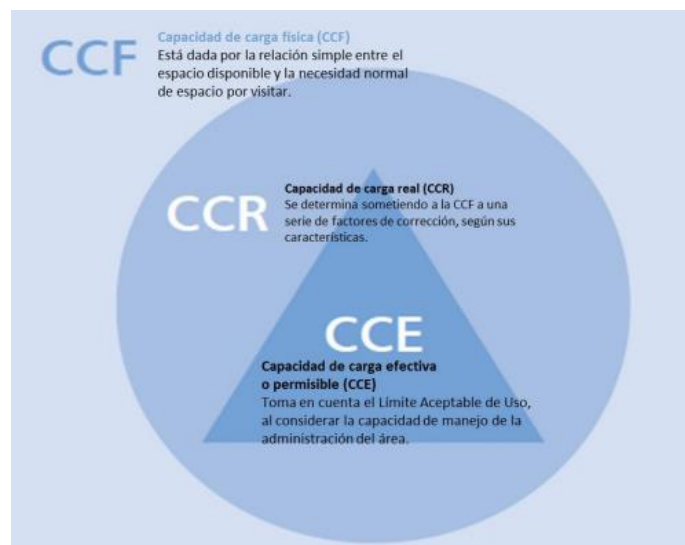 CCF
Capacidad de carga física (CCF)
Está dada por la relación simple entre el
espacio disponible y la necesidad normal
de espacio por visitar.
CCR
Capacidad de carga real (CCR)
Se determina sometiendo a la CCF a una
serie de factores de corrección, según sus
características.
CCE
Capacidad de carga efectiva
o permisible (CCE)
Toma en cuenta el Límite Aceptable de Uso,
al considerar la capacidad de manejo de la
administración del área.